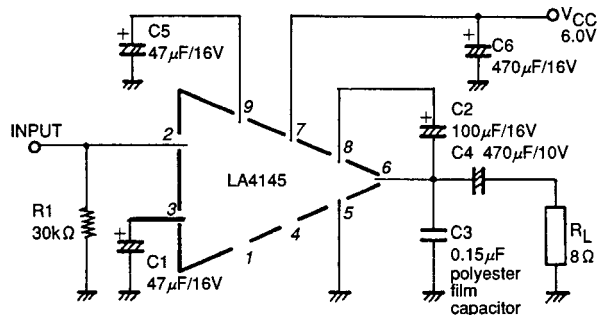 C5
47µF/16V
VCC
6.0V
C6
470µF/16V
9
7
8
C2
100µF/16V
INPUT
2
6
C4 470µF/10V
LA4145
R1
30kΩ
3
5
4
1
C1
47µF/16V
C3
0.15µF
polyester
film
capacitor
RL
8Ω